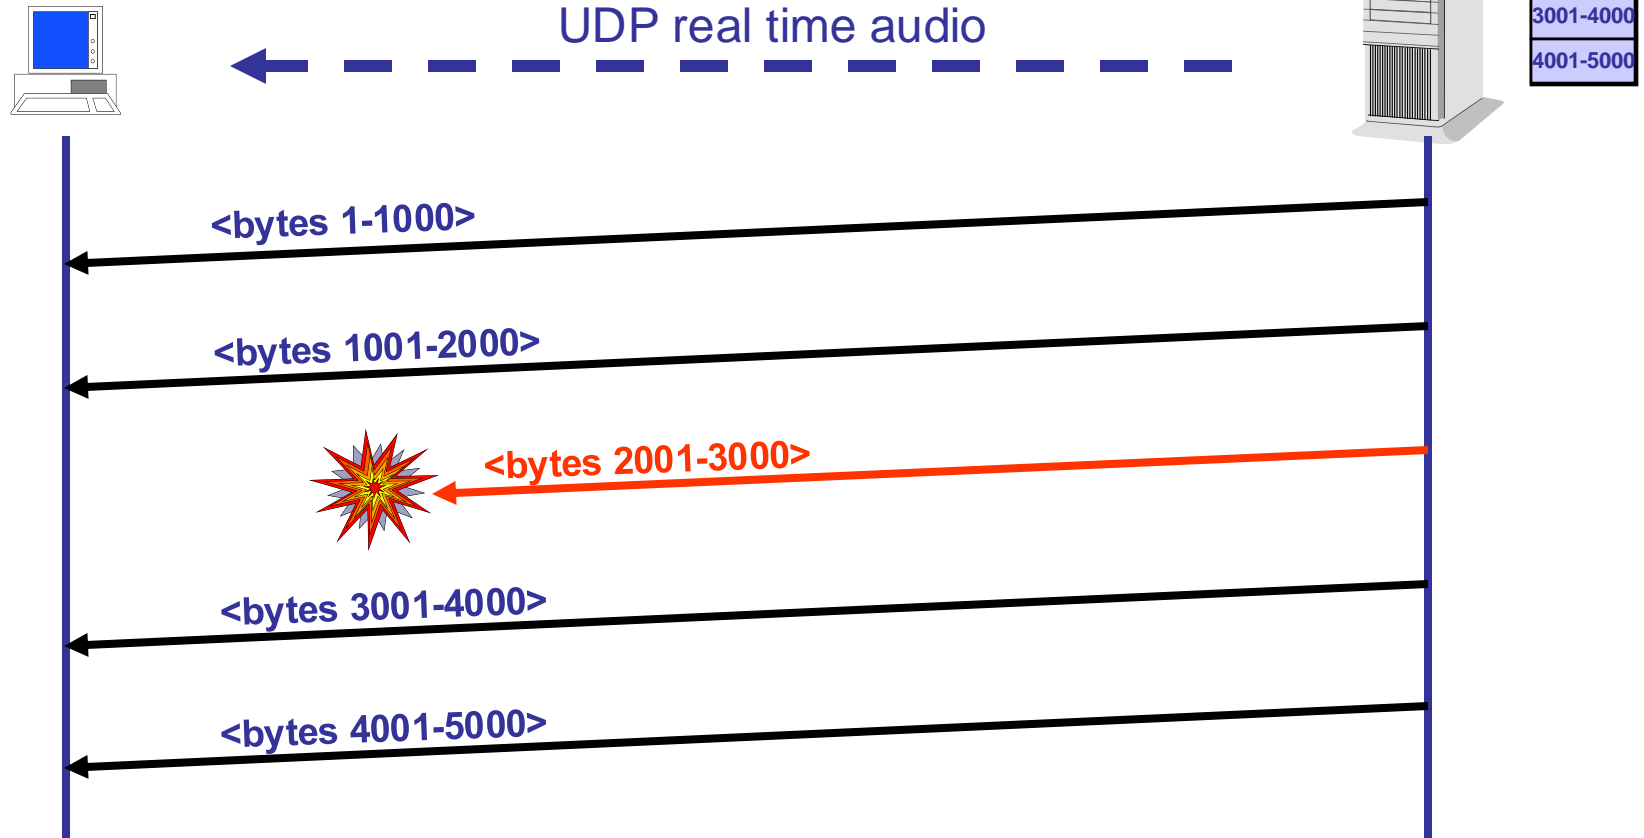 UDP real time audio
3001-4000
4001-5000
<bytes 1-1000>
<bytes 1001-2000>
<bytes 2001-3000>
<bytes 3001-4000>
<bytes 4001-5000>